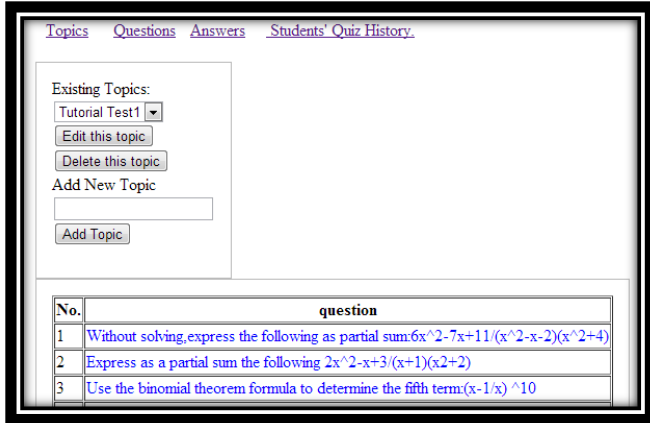 Topics Questions Answers Students' Quiz History.
Existing Topics:
Tutorial Test1
Edit this topic
Delete this topic
Add New Topic
Add Topic
No. question
1 Without solving,express the following as partial sum:6x^2-7x+11/(x^2-x-2)(x^2+4)
2 Express as a partial sum the following 2x^2-x+3/(x+1)(x2+2)
3 Use the binomial theorem formula to determine the fifth term:(x-1/x) ^10